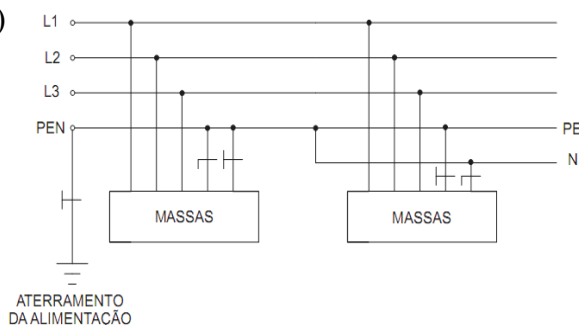 )
L1
L2
L3
PEN
PE
N
MASSAS
MASSAS
ATERRAMENTO
DA ALIMENTAÇÃO